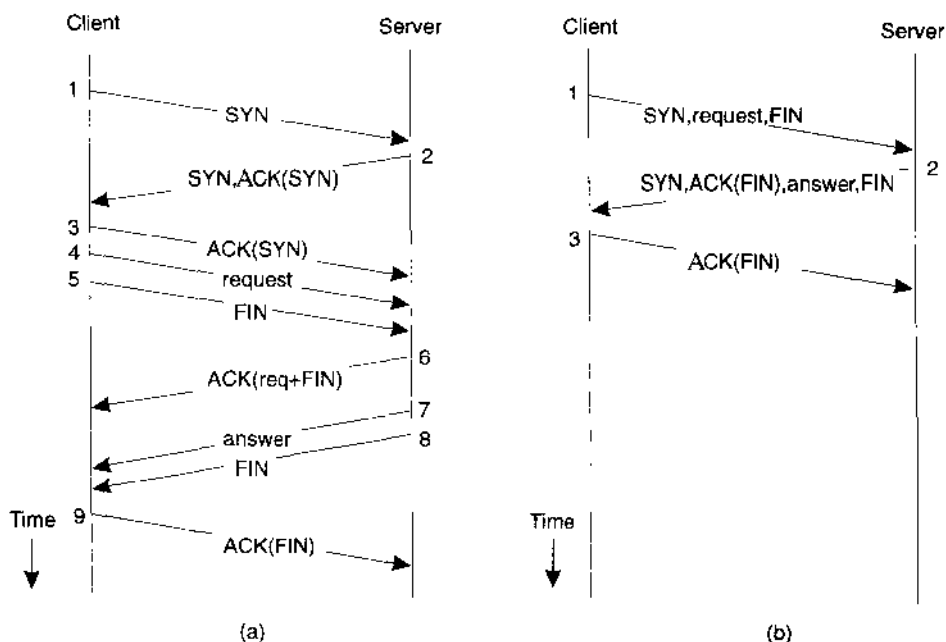 Client
Server
1
SYN
2
SYN,ACK(SYN)
3
ACK(SYN)
4
request
5
FIN
6
ACK(req+FIN)
7
answer
8
FIN
9
Time
ACK(FIN)
(a)
Client
Server
1
SYN,request,FIN
2
SYN,ACK(FIN),answer,FIN
3
ACK(FIN)
Time
(b)